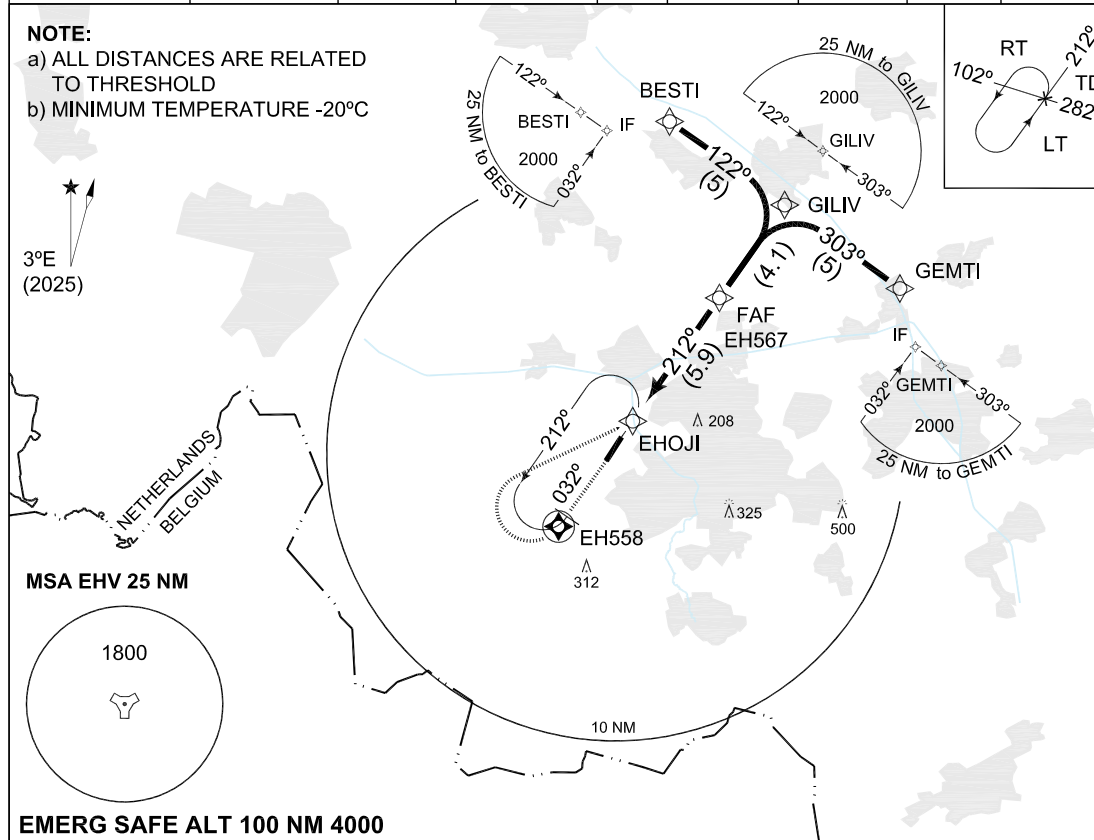 NOTE:
a) ALL DISTANCES ARE RELATED
TO THRESHOLD
b) MINIMUM TEMPERATURE -20ºC
3ºE
(2025)
122º
BESTI
IF
2000
032º
25 NM to BESTI
BESTI
122º
(5)
25 NM to GILIV
2000
122º
GILIV
303º
GILIV
303º
(5)
(4.1)
GEMTI
RT
212º
102º
282º
LT
FAF
EH567
212º
(5.9)
IF
GEMTI
032º
303º
2000
25 NM to GEMTI
208
EHOJI
212º
032º
EH558
325
500
312
NETHERLANDS
BELGIUM
MSA EHV 25 NM
1800
10 NM
EMERG SAFE ALT 100 NM 4000